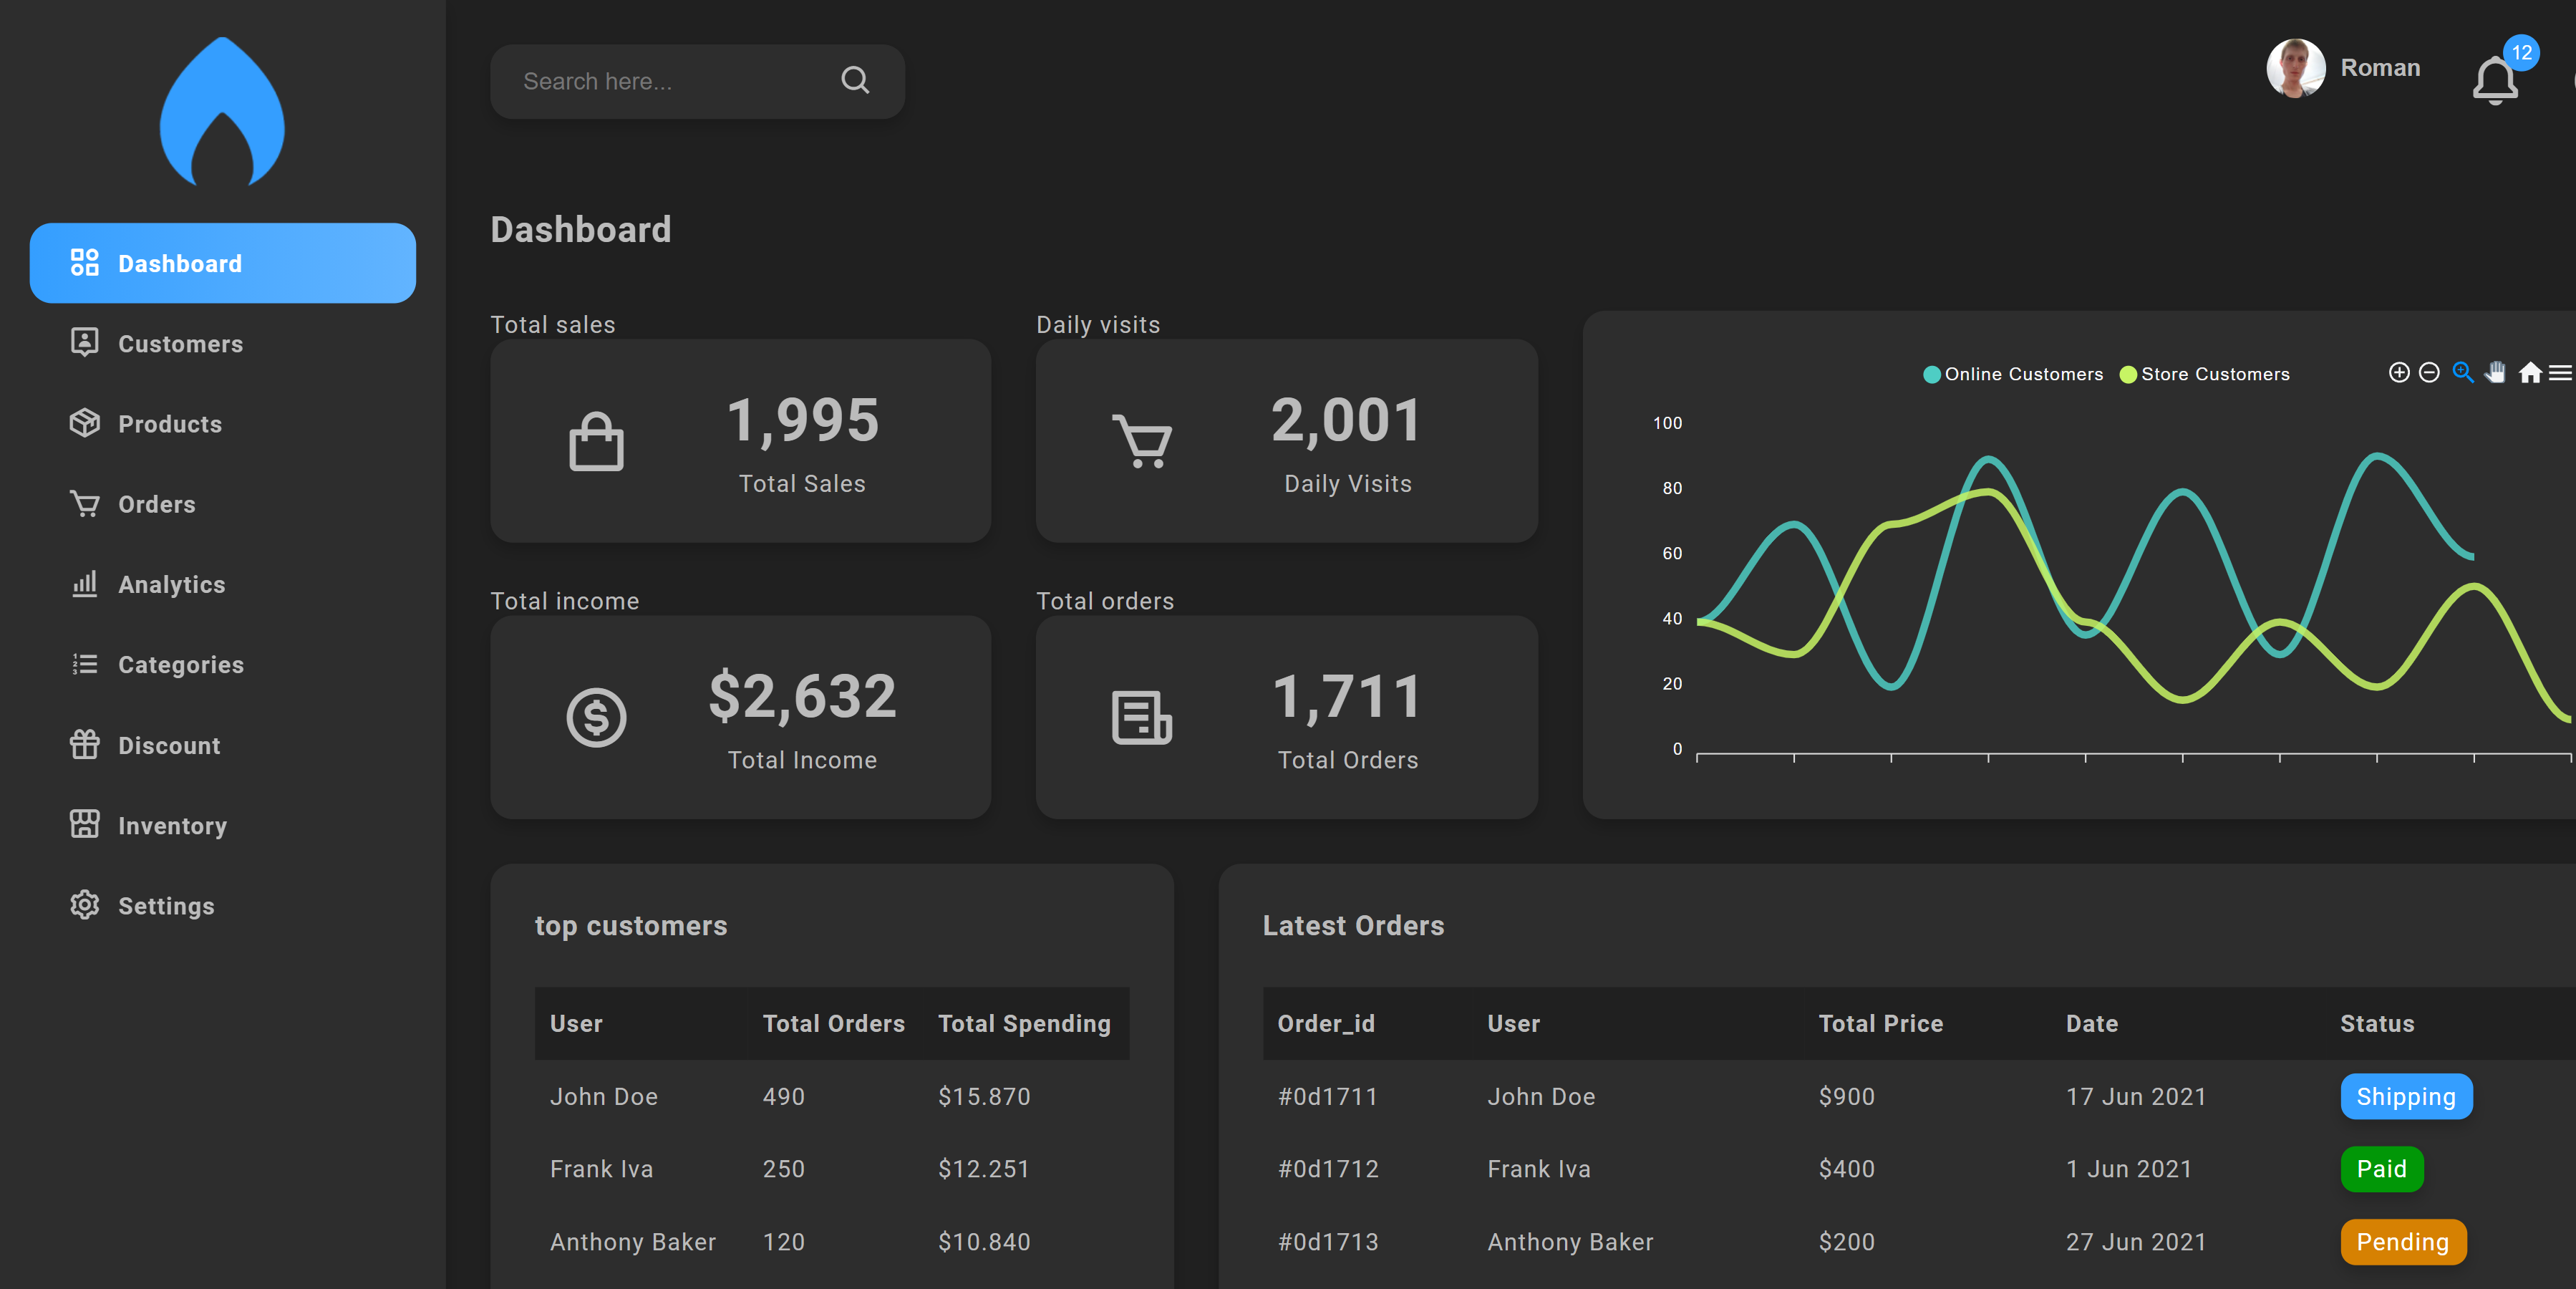 Search here...
Roman
12
Dashboard
Customers
Products
Orders
Analytics
Categories
Discount
Inventory
Settings
Dashboard
Total sales
1,995
Total Sales
Daily visits
2,001
Daily Visits
Total income
$2,632
Total Income
Total orders
1,711
Total Orders
Online Customers Store Customers
100
80
60
40
20
0
top customers
User Total Orders Total Spending
John Doe 490 $15.870
Frank Iva 250 $12.251
Anthony Baker 120 $10.840
Latest Orders
Order_id User Total Price Date Status
#0d1711 John Doe $900 17 Jun 2021 Shipping
#0d1712 Frank Iva $400 1 Jun 2021 Paid
#0d1713 Anthony Baker $200 27 Jun 2021 Pending